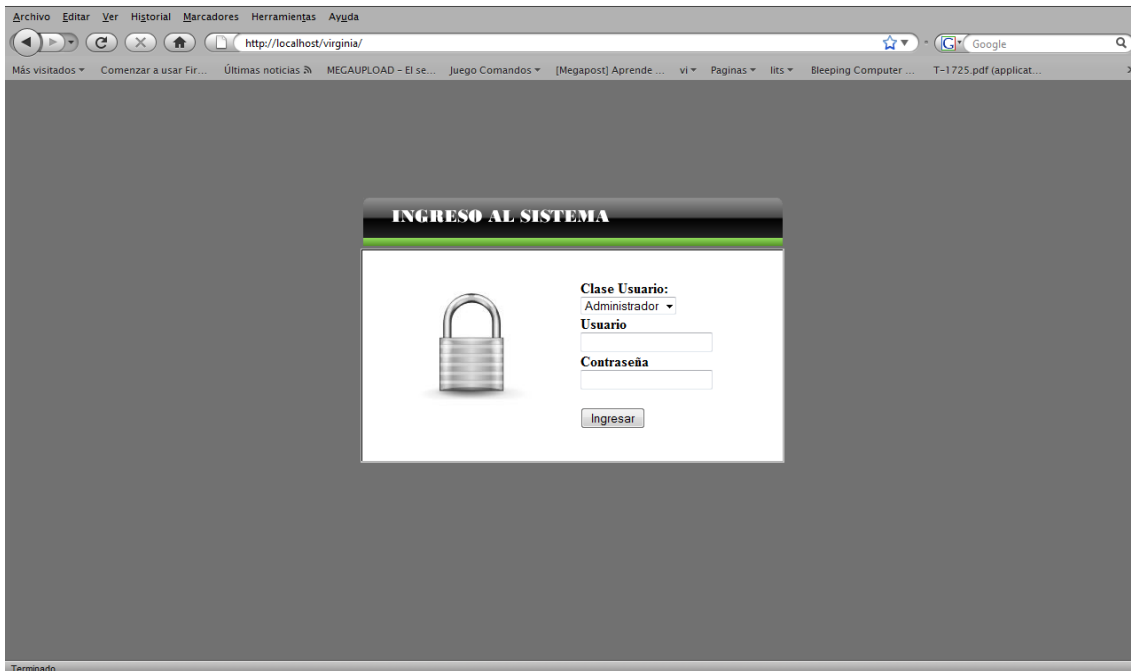 Archivo Editar Ver Historial Marcadores Herramientas Ayuda
http://localhost/virginia/ Google
Más visitados Comenzar a usar Fir... Últimas noticias MEGAUPLOAD - El se... Juego Comandos [Megapost] Aprende ... vi Paginas lits Bleeping Computer ... T-1725.pdf (applicat...
INGRESO AL SISTEMA
Clase Usuario:
Administrador
Usuario
Contraseña
Ingresar
Terminado